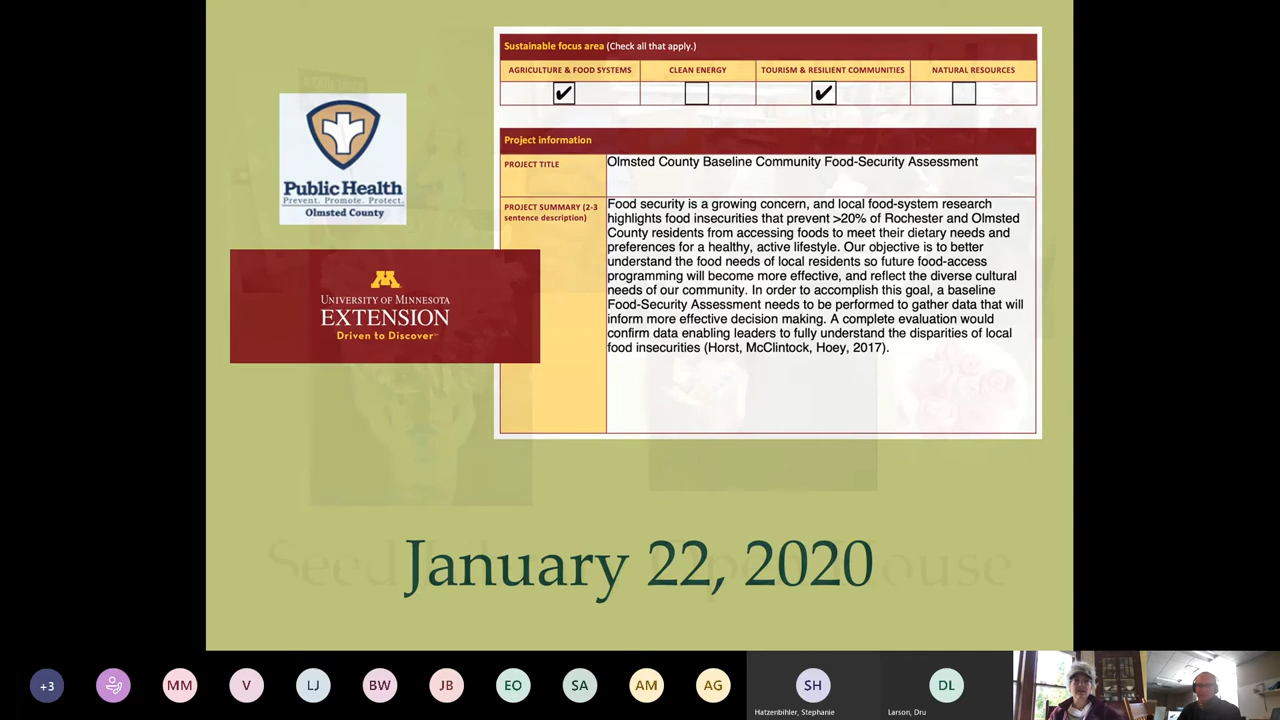 Sustainable focus area (Check all that apply.)
AGRICULTURE & FOOD SYSTEMS CLEAN ENERGY TOURISM & RESILIENT COMMUNITIES NATURAL RESOURCES
Public Health
Prevent. Promote. Protect.
Olmsted County
Project information
PROJECT TITLE Olmsted County Baseline Community Food-Security Assessment
PROJECT SUMMARY (2-3
sentence description)
Food security is a growing concern, and local food-system research
highlights food insecurities that prevent >20% of Rochester and Olmsted
County residents from accessing foods to meet their dietary needs and
preferences for a healthy, active lifestyle. Our objective is to better
understand the food needs of local residents so future food-access
programming will become more effective, and reflect the diverse cultural
needs of our community. In order to accomplish this goal, a baseline
Food-Security Assessment needs to be performed to gather data that will
inform more effective decision making. A complete evaluation would
confirm data enabling leaders to fully understand the disparities of local
food insecurities (Horst, McClintock, Hoey, 2017).
M
UNIVERSITY OF MINNESOTA
EXTENSION
Driven to Discover℠
January 22, 2020
+3 MM V LJ BW JB EO SA AM AG SH DL
Hatzenbihler, Stephanie Larson, Dru